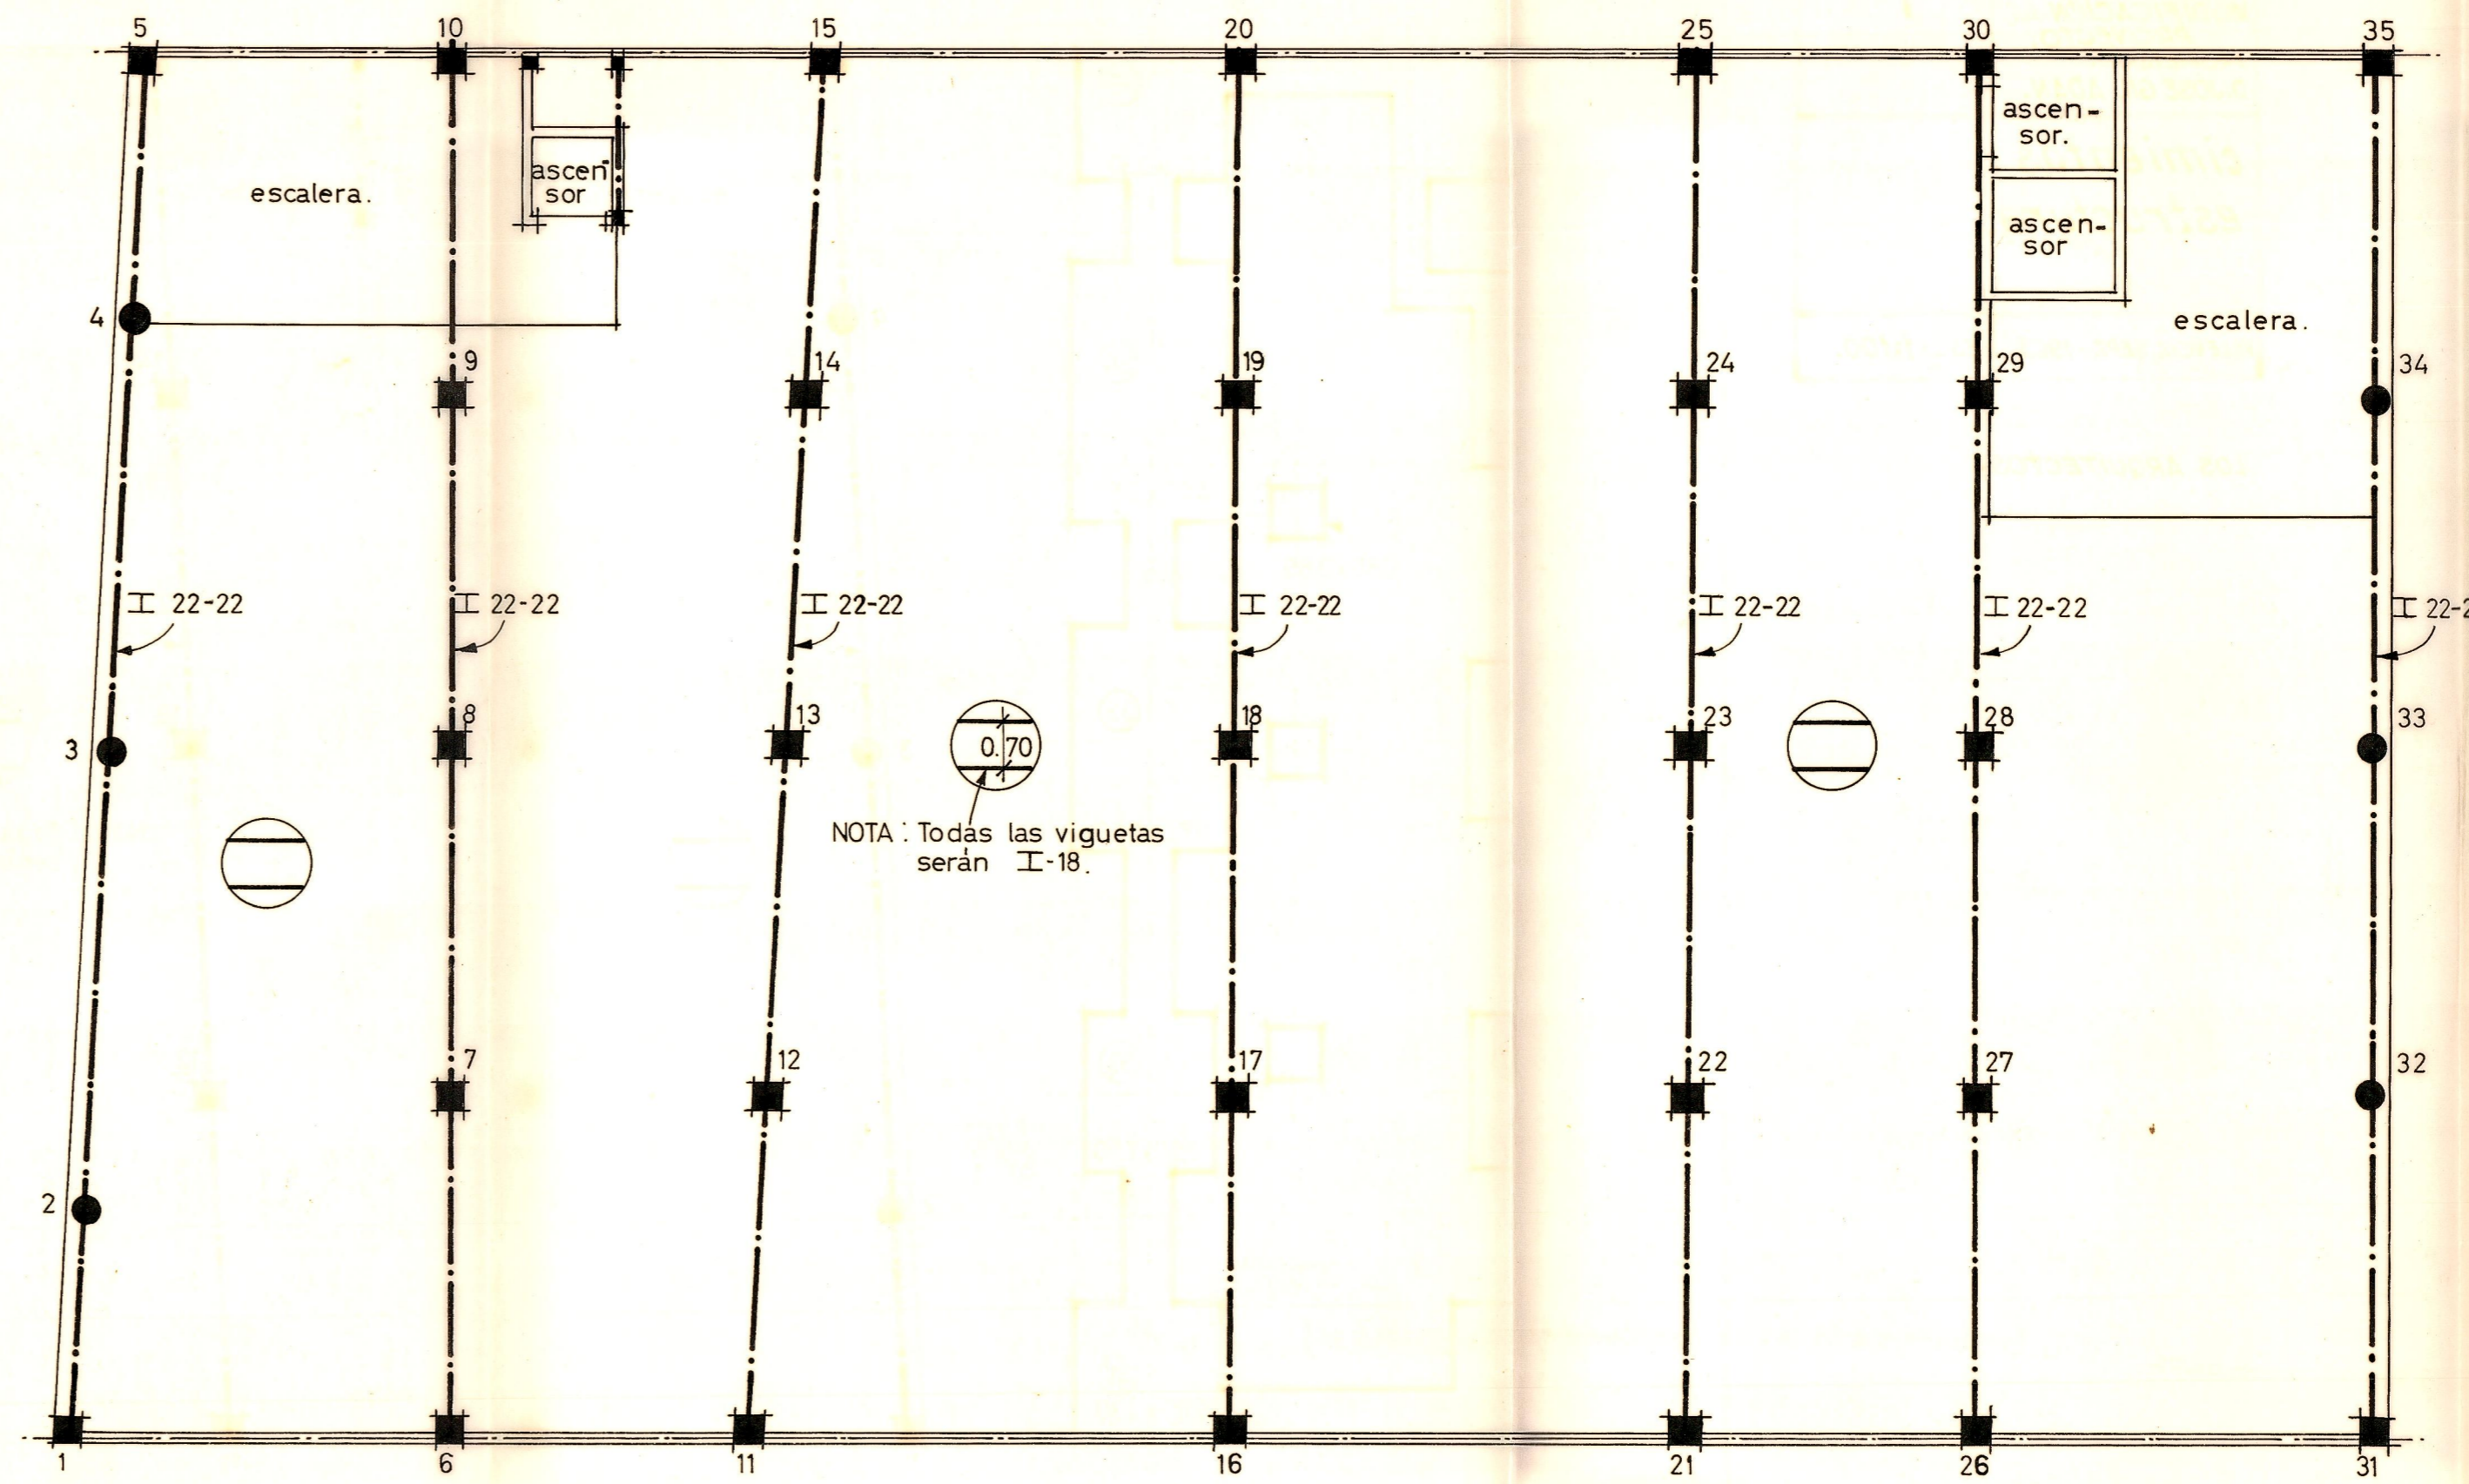 5 10 15 20 25 30 35
ascen-
sor.
ascen-
sor
escalera.
ascen-
sor
escalera.
4
9 14 19 24 29 34
I 22-22 I 22-22 I 22-22 I 22-22 I 22-22 I 22-22 I 22-2
3 8 13 18 23 28 33
0.70
NOTA: Todas las viguetas
serán I-18.
7 12 17 22 27 32
2
1 6 11 16 21 26 31